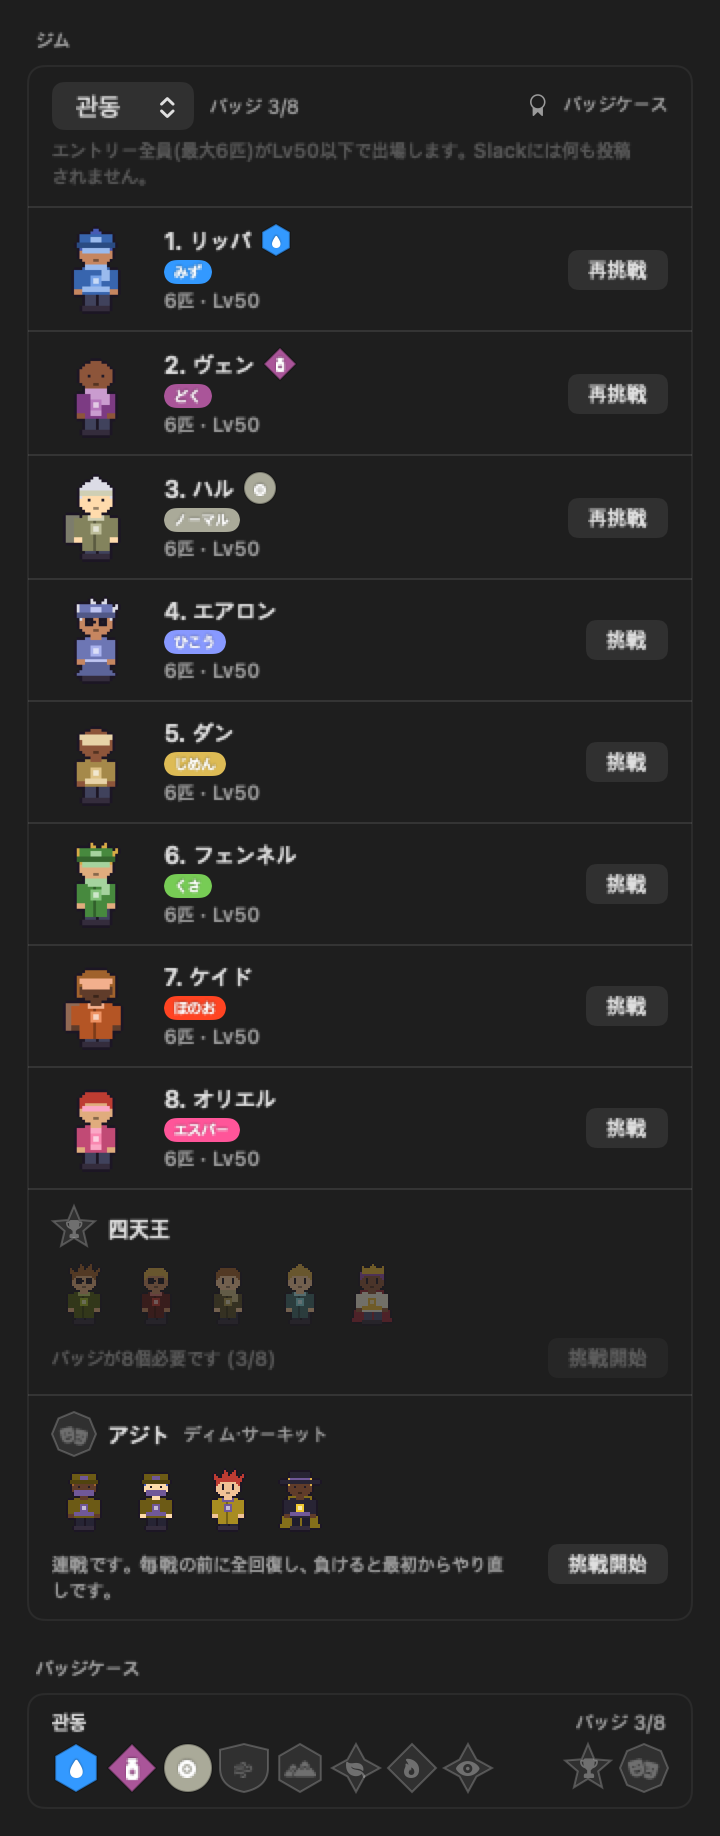 ジム
관동
バッジ 3/8
バッジケース
エントリー全員(最大6匹)がLv50以下で出場します。Slackには何も投稿
されません。
1. リッパ
みず
6匹 · Lv50
再挑戦
2. ヴェン
どく
6匹 · Lv50
再挑戦
3. ハル
ノーマル
6匹 · Lv50
再挑戦
4. エアロン
ひこう
6匹 · Lv50
挑戦
5. ダン
じめん
6匹 · Lv50
挑戦
6. フェンネル
くさ
6匹 · Lv50
挑戦
7. ケイド
ほのお
6匹 · Lv50
挑戦
8. オリエル
エスパー
6匹 · Lv50
挑戦
四天王
バッジが8個必要です (3/8)
挑戦開始
アジト ディム·サーキット
連戦です。毎戦の前に全回復し、負けると最初からやり直
しです。
挑戦開始
バッジケース
관동
バッジ 3/8